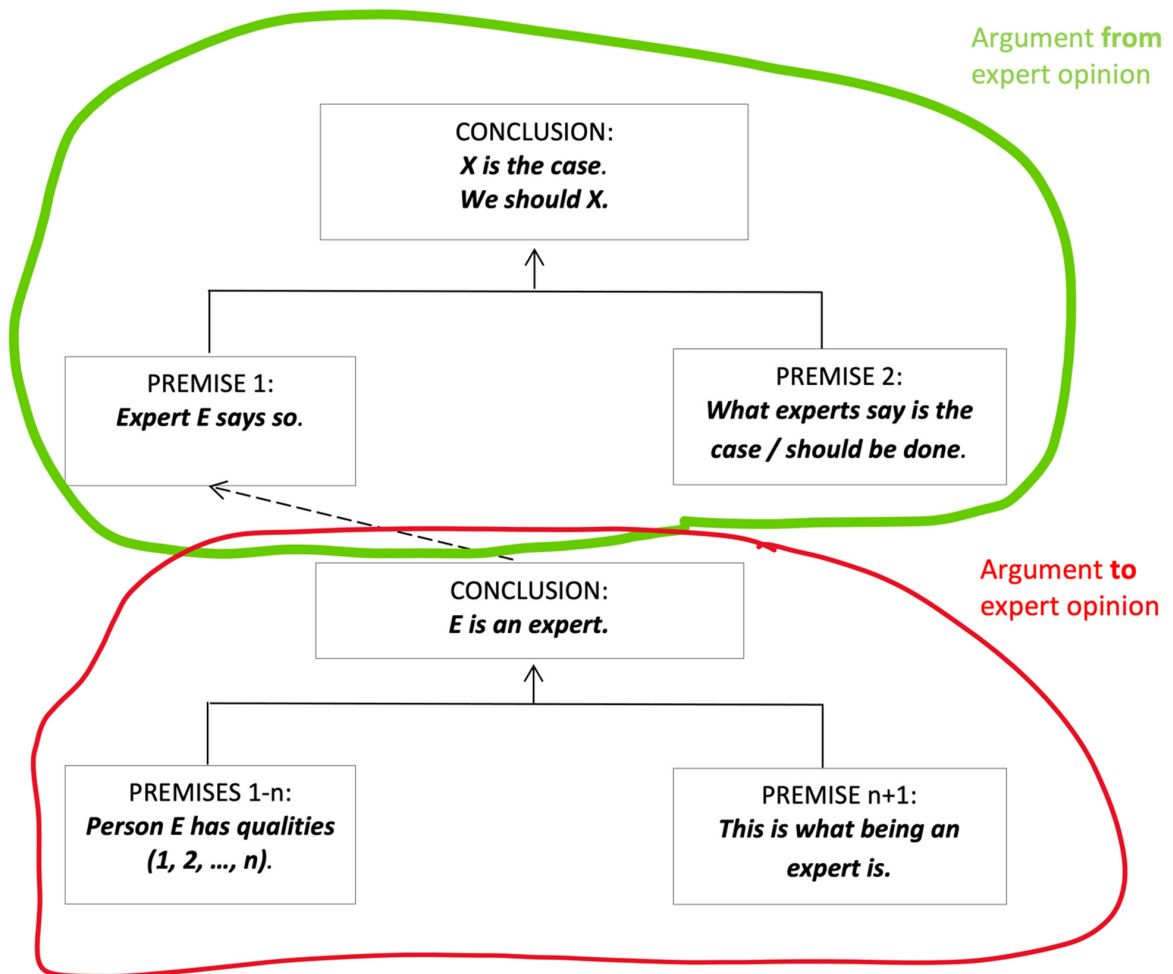 Argument from
expert opinion
CONCLUSION:
X is the case.
We should X.
PREMISE 1:
Expert E says so.
PREMISE 2:
What experts say is the
case / should be done.
CONCLUSION:
E is an expert.
Argument to
expert opinion
PREMISES 1-n:
Person E has qualities
(1, 2, ..., n).
PREMISE n+1:
This is what being an
expert is.